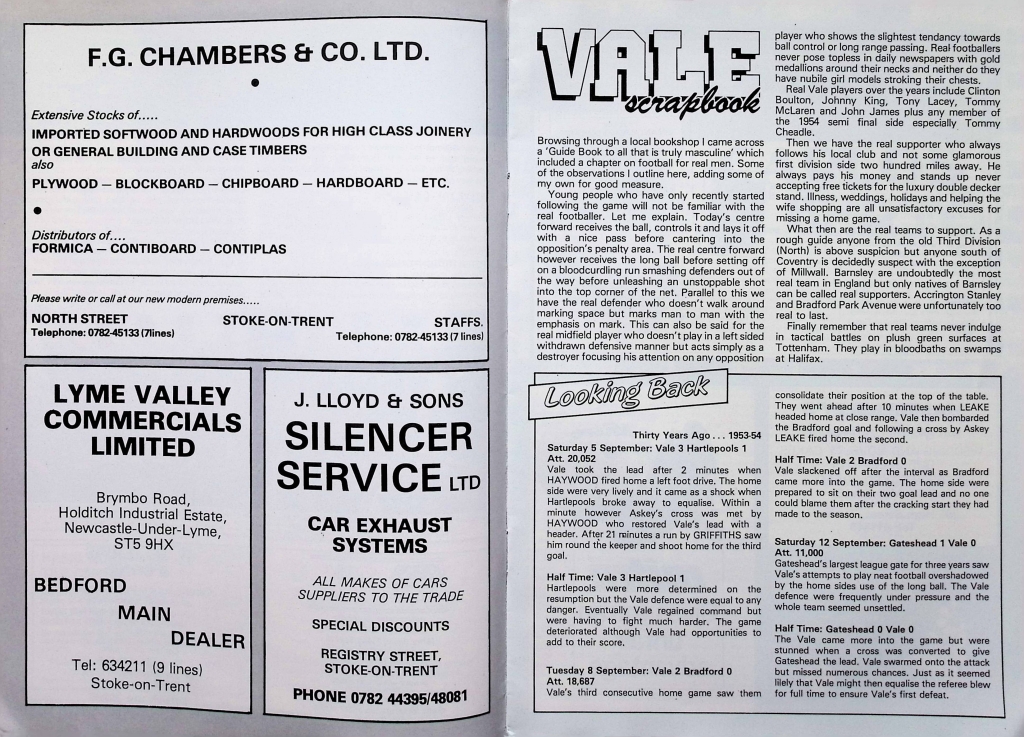 F.G. CHAMBERS & CO. LTD.
Extensive Stocks of.....
IMPORTED SOFTWOOD AND HARDWOODS FOR HIGH CLASS JOINERY
OR GENERAL BUILDING AND CASE TIMBERS
also
PLYWOOD — BLOCKBOARD — CHIPBOARD — HARDBOARD — ETC.
Distributors of....
FORMICA — CONTIBOARD — CONTIPLAS
Please write or call at our new modern premises.....
NORTH STREET STOKE-ON-TRENT STAFFS.
Telephone: 0782-45133 (7lines) Telephone: 0782-45133 (7 lines)
LYME VALLEY
COMMERCIALS
LIMITED
Brymbo Road,
Holditch Industrial Estate,
Newcastle-Under-Lyme,
ST5 9HX
BEDFORD
MAIN
DEALER
Tel: 634211 (9 lines)
Stoke-on-Trent
J. LLOYD & SONS
SILENCER
SERVICE LTD
CAR EXHAUST
SYSTEMS
ALL MAKES OF CARS
SUPPLIERS TO THE TRADE
SPECIAL DISCOUNTS
REGISTRY STREET,
STOKE-ON-TRENT
PHONE 0782 44395/48081
VALE
scrapbook
Browsing through a local bookshop I came across
a 'Guide Book to all that is truly masculine' which
included a chapter on football for real men. Some
of the observations I outline here, adding some of
my own for good measure.
Young people who have only recently started
following the game will not be familiar with the
real footballer. Let me explain. Today's centre
forward receives the ball, controls it and lays it off
with a nice pass before cantering into the
opposition's penalty area. The real centre forward
however receives the long ball before setting off
on a bloodcurdling run smashing defenders out of
the way before unleashing an unstoppable shot
into the top corner of the net. Parallel to this we
have the real defender who doesn't walk around
marking space but marks man to man with the
emphasis on mark. This can also be said for the
real midfield player who doesn't play in a left sided
withdrawn defensive manner but acts simply as a
destroyer focusing his attention on any opposition
player who shows the slightest tendancy towards
ball control or long range passing. Real footballers
never pose topless in daily newspapers with gold
medallions around their necks and neither do they
have nubile girl models stroking their chests.
Real Vale players over the years include Clinton
Boulton, Johnny King, Tony Lacey, Tommy
McLaren and John James plus any member of
the 1954 semi final side especially Tommy
Cheadle.
Then we have the real supporter who always
follows his local club and not some glamorous
first division side two hundred miles away. He
always pays his money and stands up never
accepting free tickets for the luxury double decker
stand. Illness, weddings, holidays and helping the
wife shopping are all unsatisfactory excuses for
missing a home game.
What then are the real teams to support. As a
rough guide anyone from the old Third Division
(North) is above suspicion but anyone south of
Coventry is decidedly suspect with the exception
of Millwall. Barnsley are undoubtedly the most
real team in England but only natives of Barnsley
can be called real supporters. Accrington Stanley
and Bradford Park Avenue were unfortunately too
real to last.
Finally remember that real teams never indulge
in tactical battles on plush green surfaces at
Tottenham. They play in bloodbaths on swamps
at Halifax.
Looking Back
Thirty Years Ago . . . 1953-54
Saturday 5 September: Vale 3 Hartlepools 1
Att. 20,052
Vale took the lead after 2 minutes when
HAYWOOD fired home a left foot drive. The home
side were very lively and it came as a shock when
Hartlepools broke away to equalise. Within a
minute however Askey's cross was met by
HAYWOOD who restored Vale's lead with a
header. After 21 minutes a run by GRIFFITHS saw
him round the keeper and shoot home for the third
goal.
Half Time: Vale 3 Hartlepool 1
Hartlepools were more determined on the
resumption but the Vale defence were equal to any
danger. Eventually Vale regained command but
were having to fight much harder. The game
deteriorated although Vale had opportunities to
add to their score.
Tuesday 8 September: Vale 2 Bradford 0
Att. 18,687
Vale's third consecutive home game saw them
consolidate their position at the top of the table.
They went ahead after 10 minutes when LEAKE
headed home at close range. Vale then bombarded
the Bradford goal and following a cross by Askey
LEAKE fired home the second.
Half Time: Vale 2 Bradford 0
Vale slackened off after the interval as Bradford
came more into the game. The home side were
prepared to sit on their two goal lead and no one
could blame them after the cracking start they had
made to the season.
Saturday 12 September: Gateshead 1 Vale 0
Att. 11,000
Gateshead's largest league gate for three years saw
Vale's attempts to play neat football overshadowed
by the home sides use of the long ball. The Vale
defence were frequently under pressure and the
whole team seemed unsettled.
Half Time: Gateshead 0 Vale 0
The Vale came more into the game but were
stunned when a cross was converted to give
Gateshead the lead. Vale swarmed onto the attack
but missed numerous chances. Just as it seemed
lilely that Vale might then equalise the referee blew
for full time to ensure Vale's first defeat.